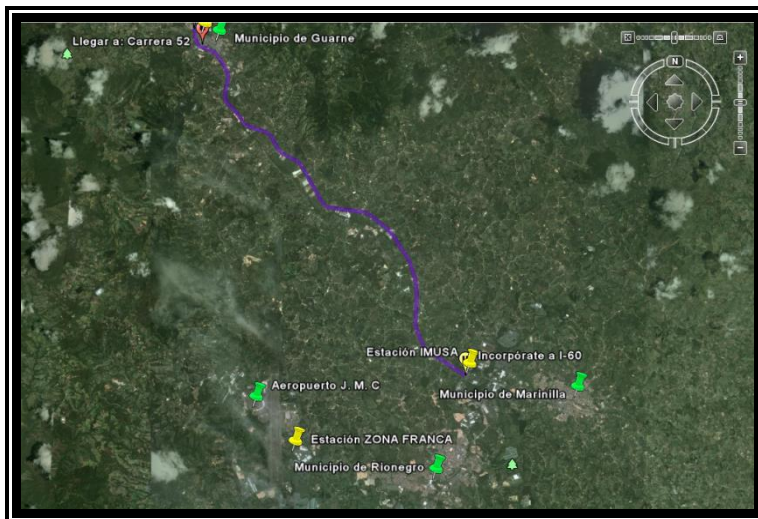 Llegar a: Carrera 52
Municipio de Guarne
N
Estación IMUSA
Incorpórate a I-60
Aeropuerto J. M. C
Municipio de Marinilla
Estación ZONA FRANCA
Municipio de Rionegro